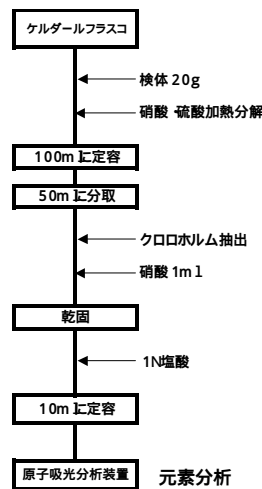 ケルダールフラスコ
検体 20g
硝酸・硫酸加熱分解
100mlに定容
50mlに分取
クロロホルム抽出
硝酸 1ml
乾固
1N塩酸
10mlに定容
原子吸光分析装置
元素分析